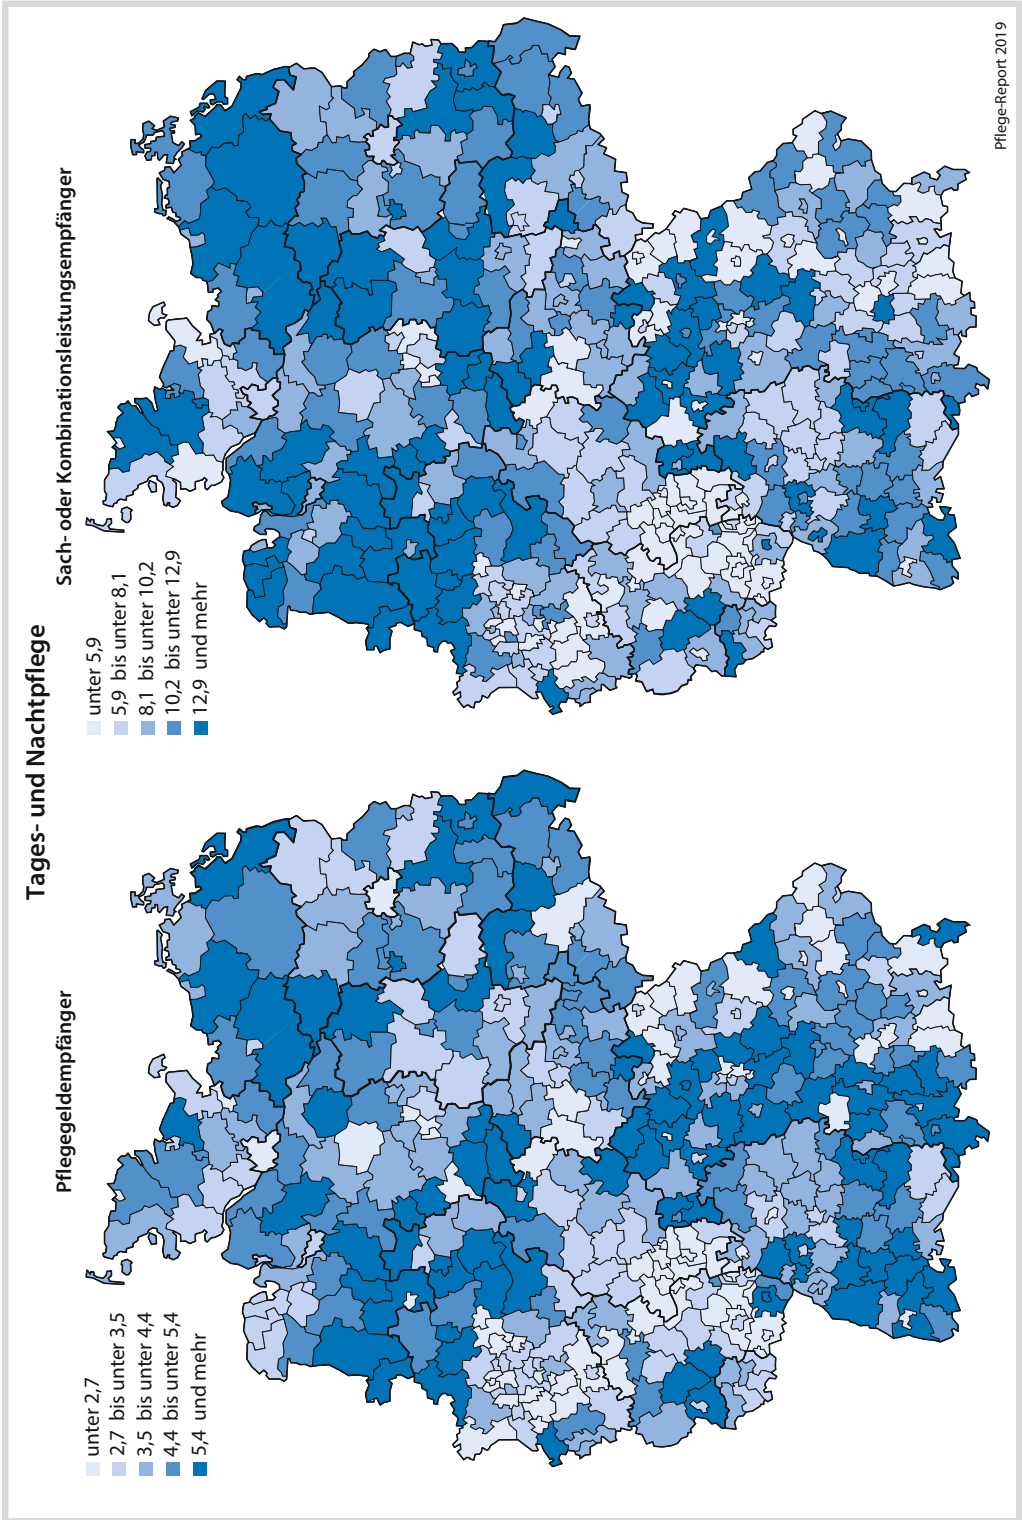 Tages- und Nachtpflege
Pflegegeldempfänger
unter 2,7
2,7 bis unter 3,5
3,5 bis unter 4,4
4,4 bis unter 5,4
5,4 und mehr
Sach- oder Kombinationsleistungsempfänger
unter 5,9
5,9 bis unter 8,1
8,1 bis unter 10,2
10,2 bis unter 12,9
12,9 und mehr
Pflege-Report 2019